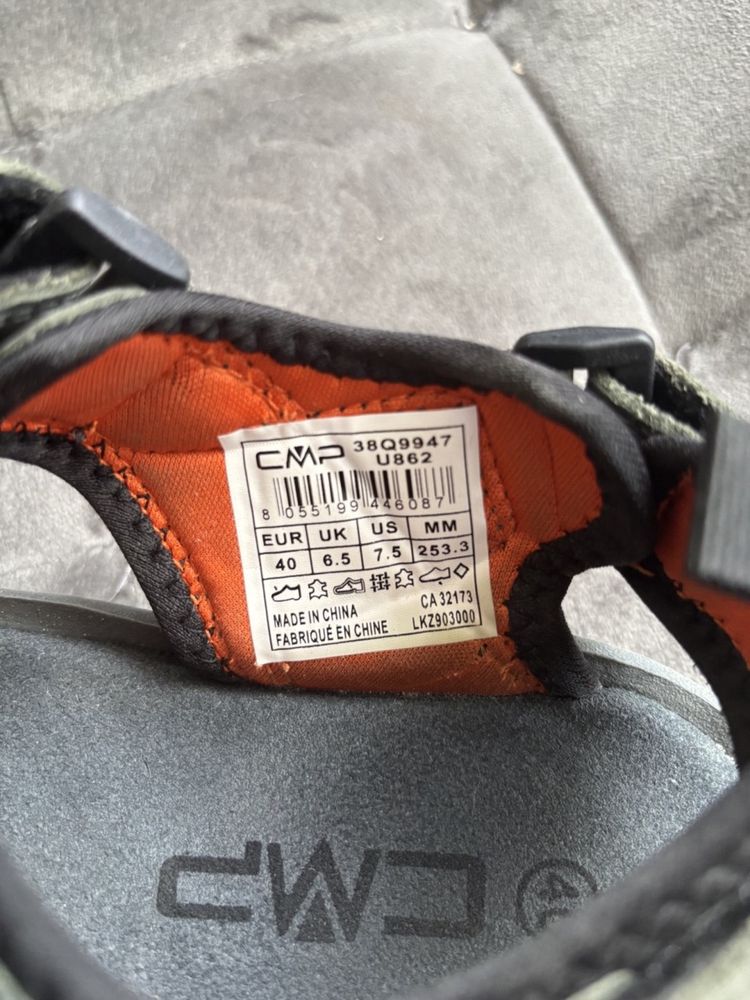 CMP 38Q9947
U862
8 055199 446087
EUR UK US MM
40 6.5 7.5 253.3
MADE IN CHINA CA 32173
FABRIQUÉ EN CHINE LKZ903000
CMP